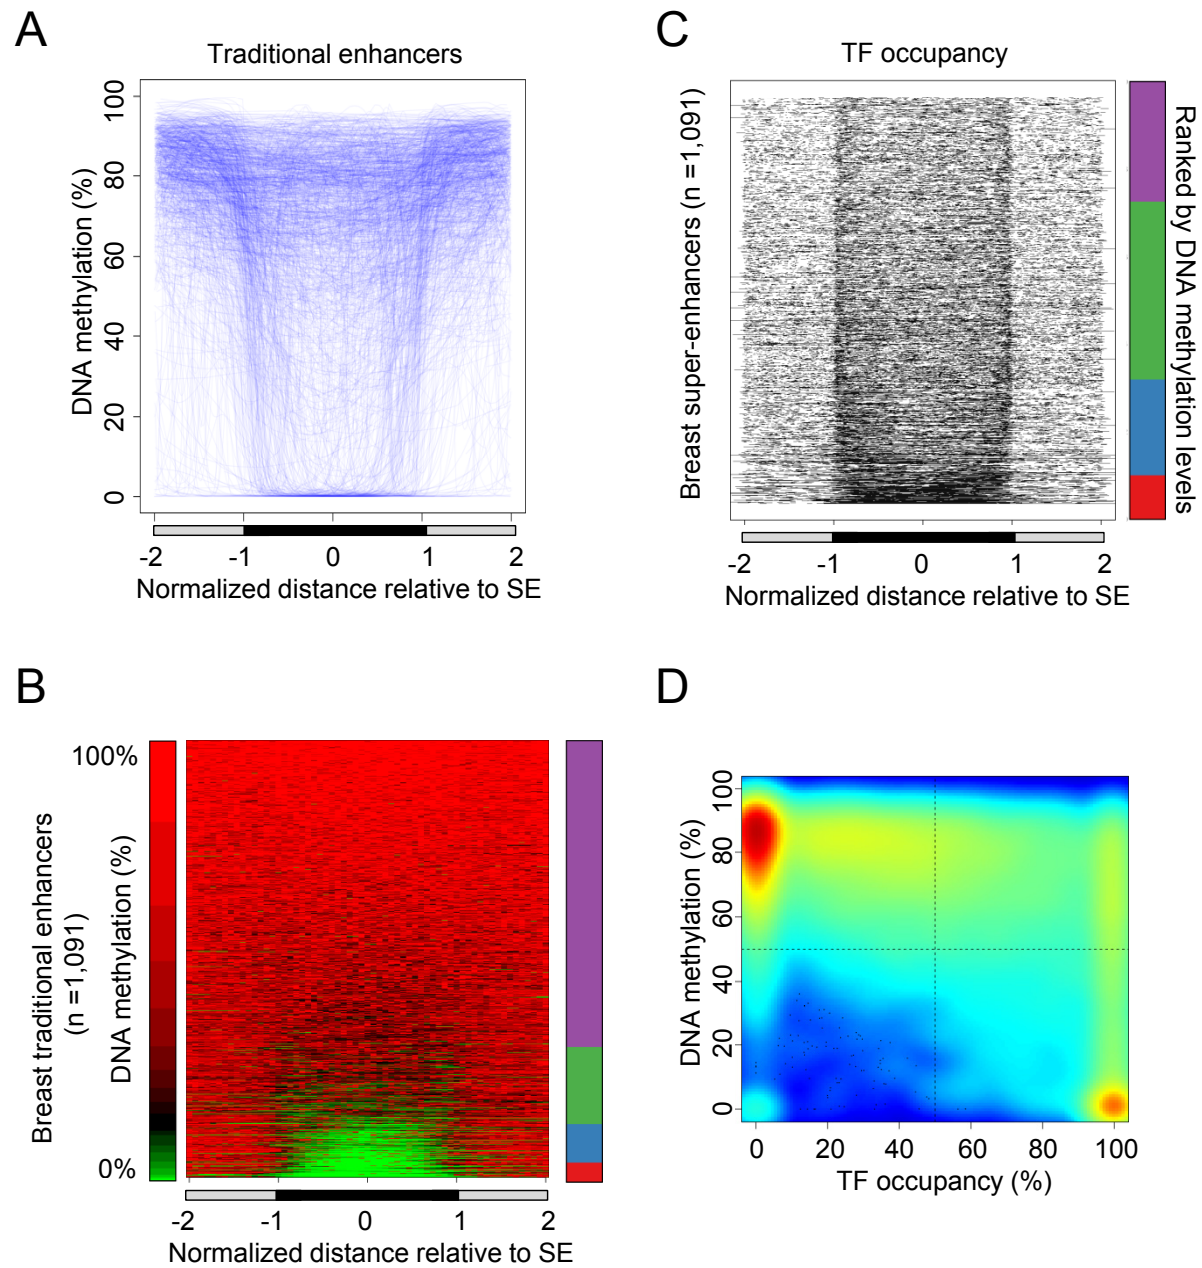 A
Traditional enhancers
DNA methylation (%)
100
80
60
40
20
0
-2 -1 0 1 2
Normalized distance relative to SE
C
TF occupancy
Breast super-enhancers (n =1,091)
Ranked by DNA methylation levels
-2 -1 0 1 2
Normalized distance relative to SE
B
Breast traditional enhancers
(n =1,091)
DNA methylation (%)
100%
0%
-2 -1 0 1 2
Normalized distance relative to SE
D
DNA methylation (%)
100
80
60
40
20
0
0 20 40 60 80 100
TF occupancy (%)